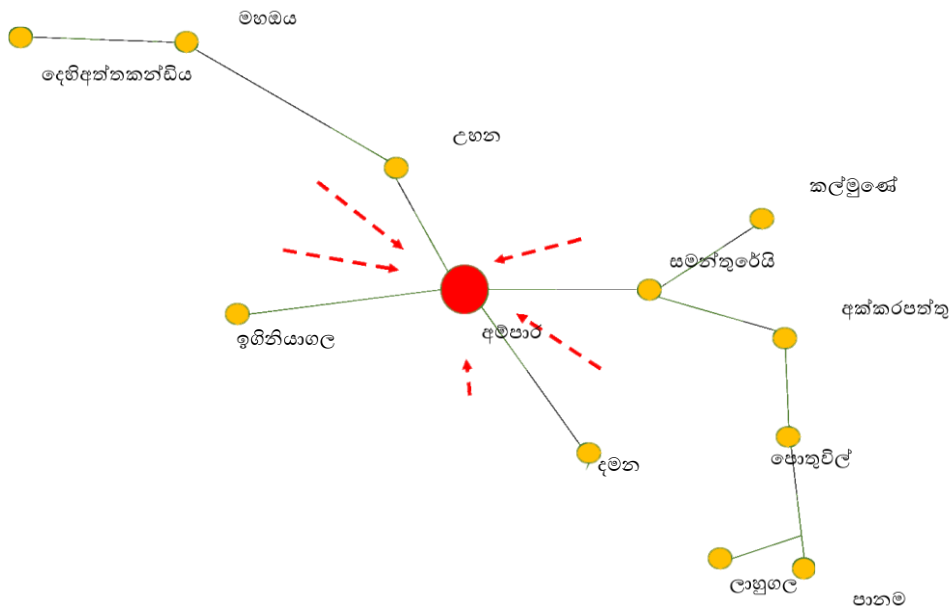 මහඔය
දෙහිඅත්තකන්ඩිය
උහන
කල්මුණේ
සමන්තුරේයි
අක්කරපත්තු
ඉගිනියාගල
අම්පාර
දමන
පොතුවිල්
ලාහුගල
පානම